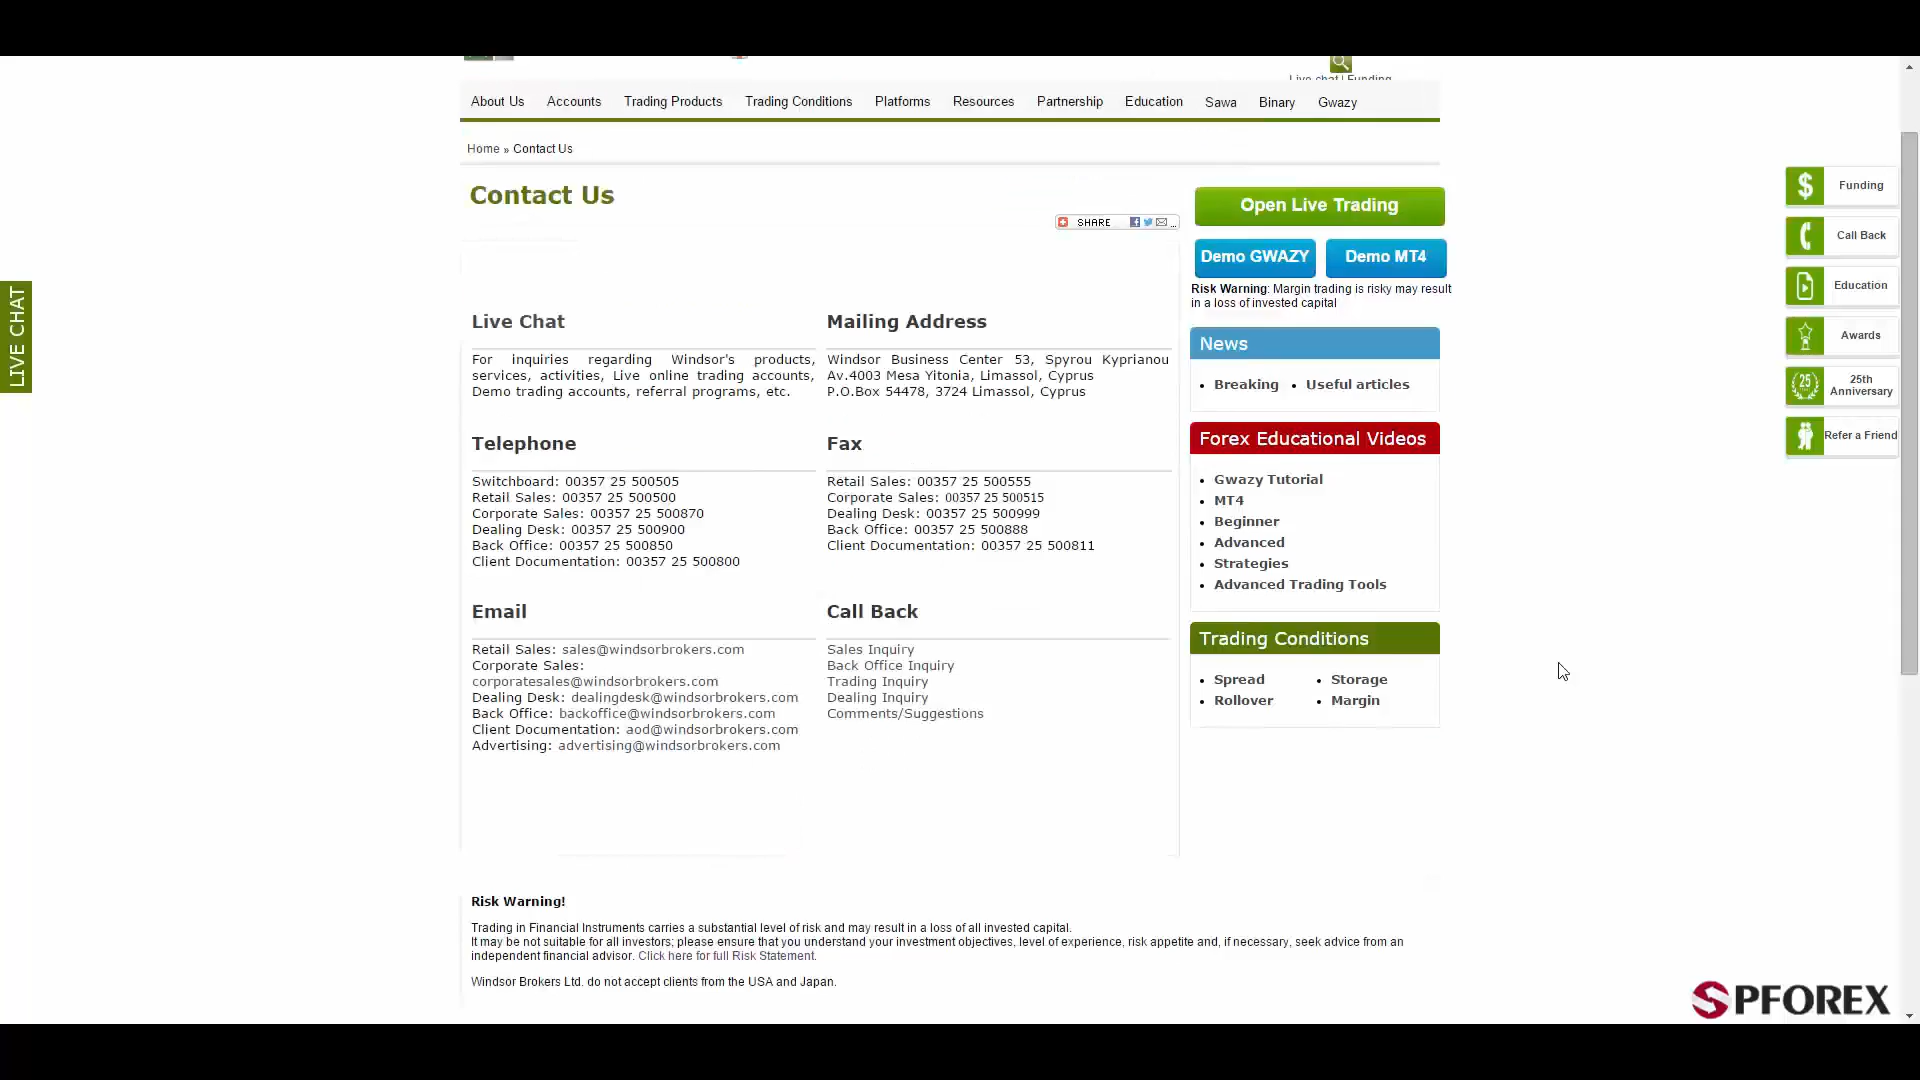 Live chat | Funding
About Us Accounts Trading Products Trading Conditions Platforms Resources Partnership Education Sawa Binary Gwazy
Home » Contact Us
Contact Us
SHARE
LIVE CHAT
Live Chat
For inquiries regarding Windsor's products,
services, activities, Live online trading accounts,
Demo trading accounts, referral programs, etc.
Mailing Address
Windsor Business Center 53, Spyrou Kyprianou
Av.4003 Mesa Yitonia, Limassol, Cyprus
P.O.Box 54478, 3724 Limassol, Cyprus
Telephone
Switchboard: 00357 25 500505
Retail Sales: 00357 25 500500
Corporate Sales: 00357 25 500870
Dealing Desk: 00357 25 500900
Back Office: 00357 25 500850
Client Documentation: 00357 25 500800
Fax
Retail Sales: 00357 25 500555
Corporate Sales: 00357 25 500515
Dealing Desk: 00357 25 500999
Back Office: 00357 25 500888
Client Documentation: 00357 25 500811
Email
Retail Sales: sales@windsorbrokers.com
Corporate Sales:
corporatesales@windsorbrokers.com
Dealing Desk: dealingdesk@windsorbrokers.com
Back Office: backoffice@windsorbrokers.com
Client Documentation: aod@windsorbrokers.com
Advertising: advertising@windsorbrokers.com
Call Back
Sales Inquiry
Back Office Inquiry
Trading Inquiry
Dealing Inquiry
Comments/Suggestions
Open Live Trading
Demo GWAZY Demo MT4
Risk Warning: Margin trading is risky may result
in a loss of invested capital
News
• Breaking • Useful articles
Forex Educational Videos
• Gwazy Tutorial
• MT4
• Beginner
• Advanced
• Strategies
• Advanced Trading Tools
Trading Conditions
• Spread • Storage
• Rollover • Margin
Funding
Call Back
Education
Awards
25 25th
Anniversary
Refer a Friend
Risk Warning!
Trading in Financial Instruments carries a substantial level of risk and may result in a loss of all invested capital.
It may be not suitable for all investors; please ensure that you understand your investment objectives, level of experience, risk appetite and, if necessary, seek advice from an
independent financial advisor. Click here for full Risk Statement.
Windsor Brokers Ltd. do not accept clients from the USA and Japan.
SPFOREX